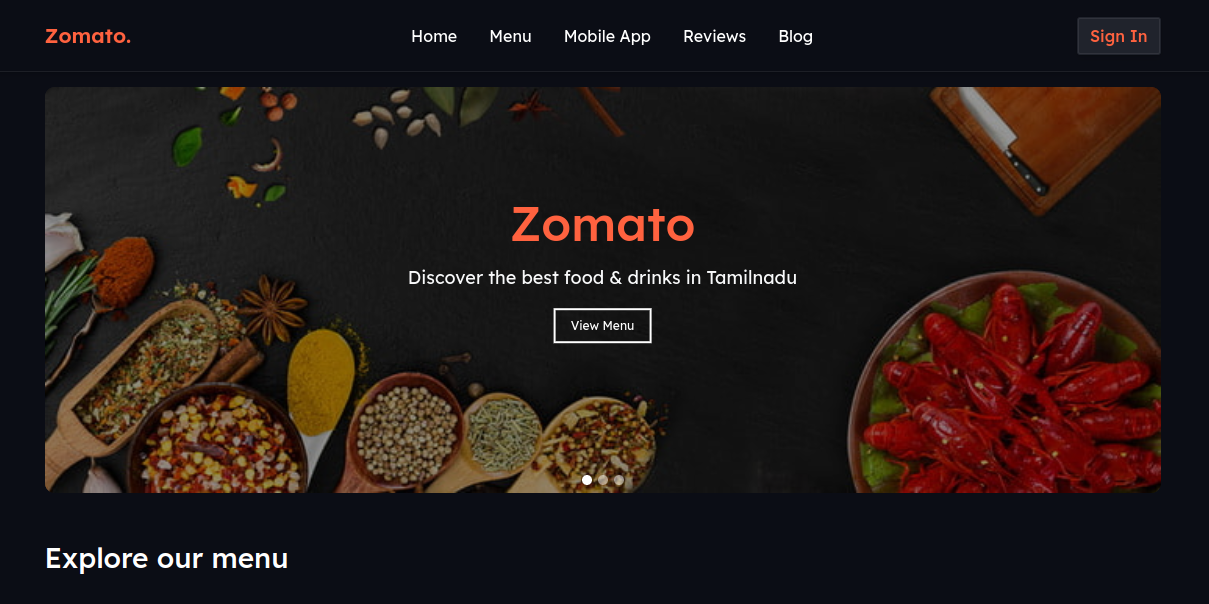 Zomato.
Home Menu Mobile App Reviews Blog
Sign In
Zomato
Discover the best food & drinks in Tamilnadu
View Menu
Explore our menu